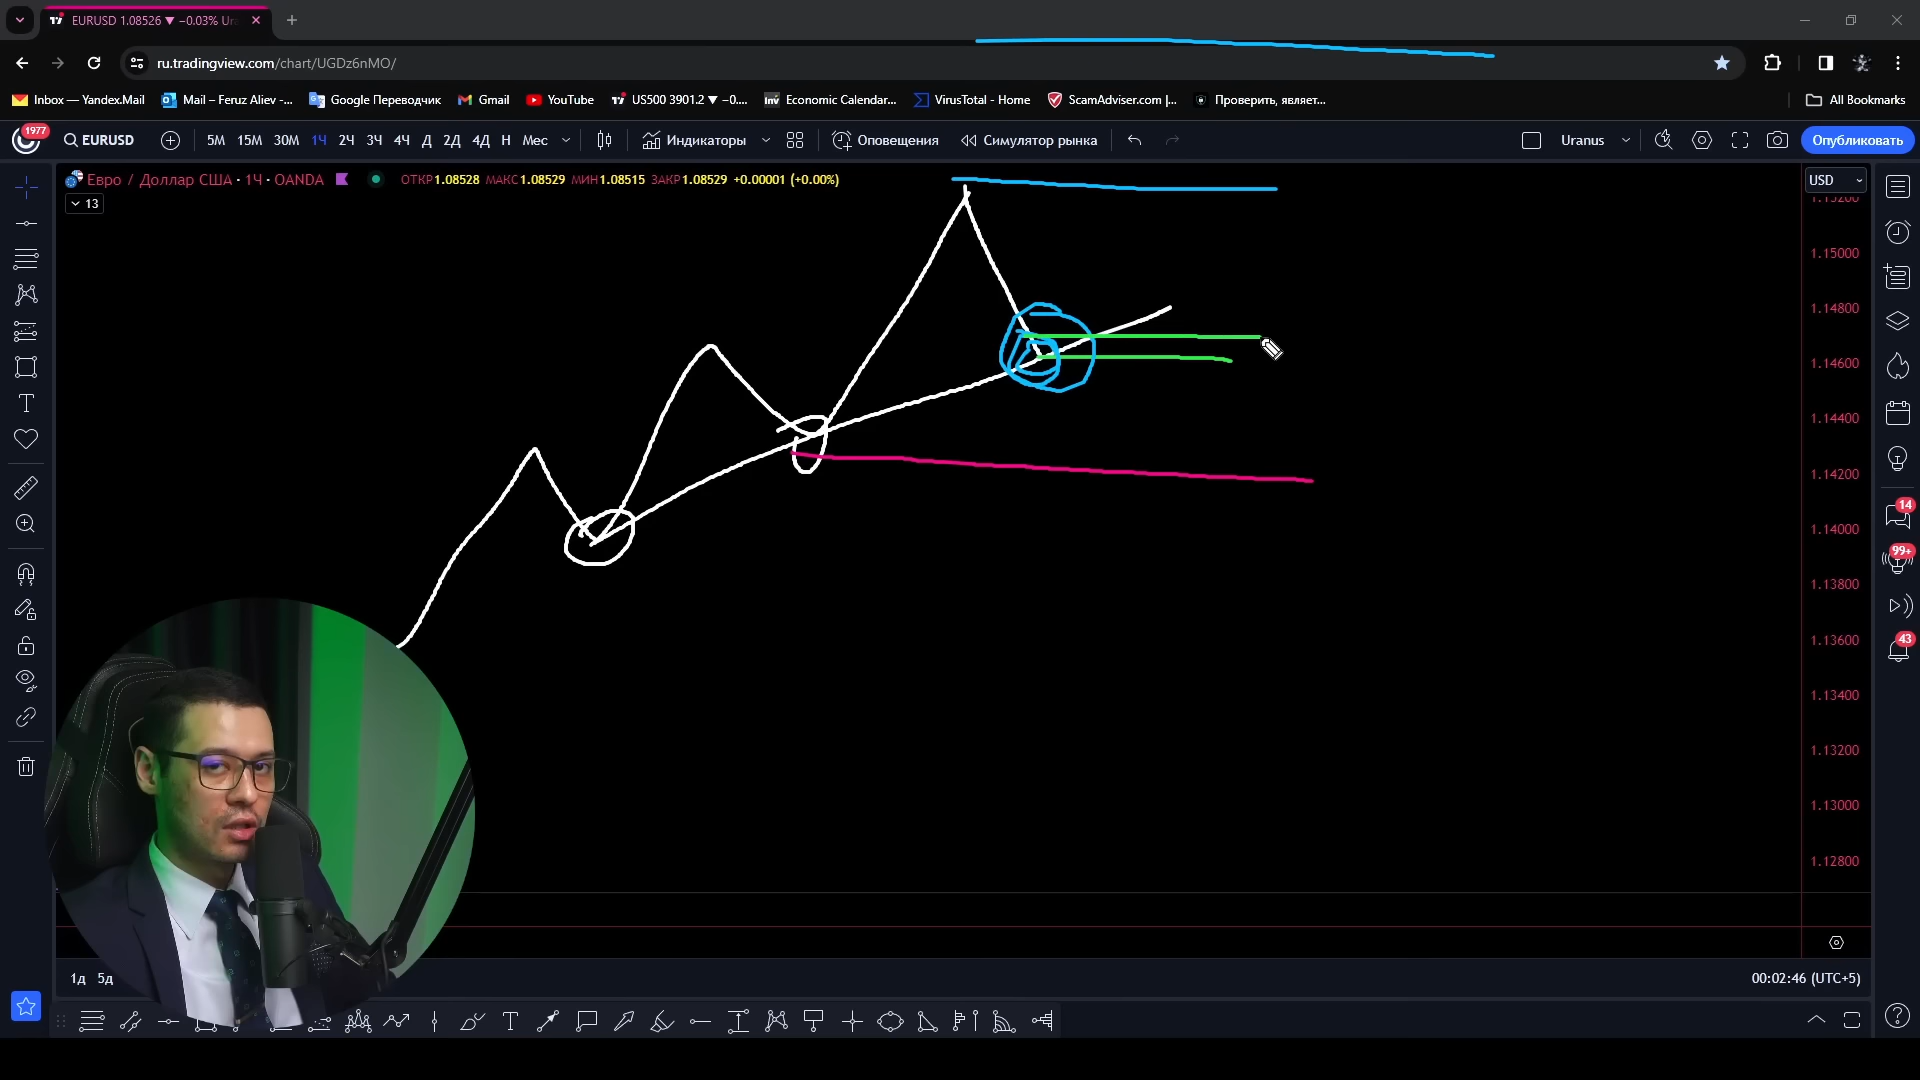 EURUSD 1.08526 ▼ −0.03% Ur
ru.tradingview.com/chart/UGDz6nMO/
Inbox — Yandex.Mail
Mail – Feruz Aliev -...
Google Переводчик
Gmail
YouTube
US500 3901.2 ▼ −0....
Economic Calendar...
VirusTotal - Home
ScamAdviser.com |...
Проверить, являет...
All Bookmarks
1977
EURUSD
5М 15М 30М 1Ч 2Ч 3Ч 4Ч Д 2Д 4Д Н Мес
Индикаторы
Оповещения
Симулятор рынка
Uranus
Опубликовать
Евро / Доллар США · 1Ч · OANDA
ОТКР1.08528 МАКС1.08529 МИН1.08515 ЗАКР1.08529 +0.00001 (+0.00%)
13
USD
1.15200
1.15000
1.14800
1.14600
1.14400
1.14200
1.14000
1.13800
1.13600
1.13400
1.13200
1.13000
1.12800
14
99+
43
1д 5д
00:02:46 (UTC+5)